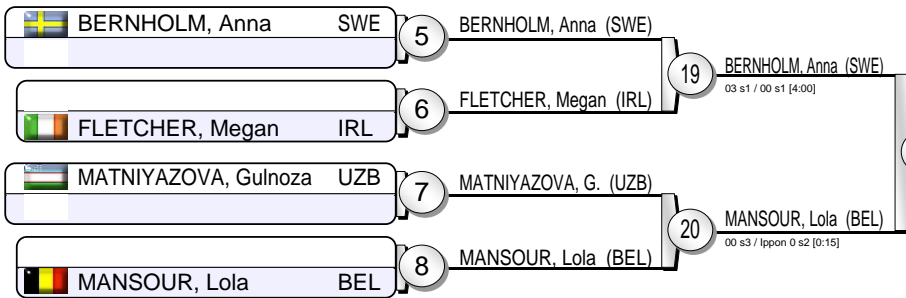 BERNHOLM, Anna SWE
5
BERNHOLM, Anna (SWE)
19
BERNHOLM, Anna (SWE)
03 s1 / 00 s1 [4:00]
6
FLETCHER, Megan (IRL)
FLETCHER, Megan IRL
MATNIYAZOVA, Gulnoza UZB
7
MATNIYAZOVA, G. (UZB)
20
MANSOUR, Lola (BEL)
00 s3 / Ippon 0 s2 [0:15]
8
MANSOUR, Lola (BEL)
MANSOUR, Lola BEL